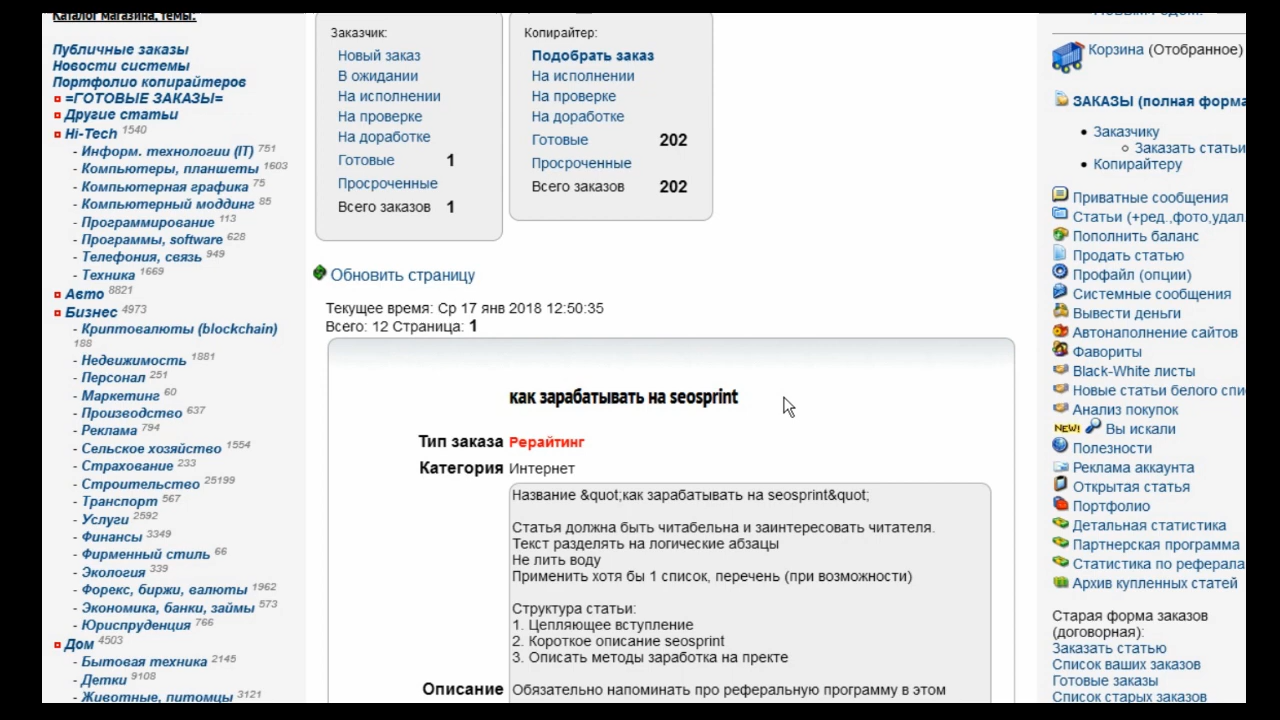 Каталог магазина, темы:
Публичные заказы
Новости системы
Портфолио копирайтеров
=ГОТОВЫЕ ЗАКАЗЫ=
Другие статьи
Hi-Tech 1540
- Информ. технологии (IT) 751
- Компьютеры, планшеты 1603
- Компьютерная графика 75
- Компьютерный моддинг 85
- Программирование 113
- Программы, software 628
- Телефония, связь 949
- Техника 1669
Авто 8821
Бизнес 4973
- Криптовалюты (blockchain)
188
- Недвижимость 1881
- Персонал 251
- Маркетинг 60
- Производство 637
- Реклама 794
- Сельское хозяйство 1554
- Страхование 233
- Строительство 25199
- Транспорт 567
- Услуги 2592
- Финансы 3349
- Фирменный стиль 66
- Экология 339
- Форекс, биржи, валюты 1962
- Экономика, банки, займы 573
- Юриспруденция 766
Дом 4503
- Бытовая техника 2145
- Детки 9108
- Животные, питомцы 3121
Заказчик:
Новый заказ
В ожидании
На исполнении
На проверке
На доработке
Готовые 1
Просроченные
Всего заказов 1
Копирайтер:
Подобрать заказ
На исполнении
На проверке
На доработке
Готовые 202
Просроченные
Всего заказов 202
Обновить страницу
Текущее время: Ср 17 янв 2018 12:50:35
Всего: 12 Страница: 1
как зарабатывать на seosprint
Тип заказа Рерайтинг
Категория Интернет
Название &quot;как зарабатывать на seosprint&quot;
Статья должна быть читабельна и заинтересовать читателя.
Текст разделять на логические абзацы
Не лить воду
Применить хотя бы 1 список, перечень (при возможности)
Структура статьи:
1. Цепляющее вступление
2. Короткое описание seosprint
3. Описать методы заработка на пректе
Описание Обязательно напоминать про реферальную программу в этом
Корзина (Отобранное)
ЗАКАЗЫ (полная форма
Заказчику
Заказать статьи
Копирайтеру
Приватные сообщения
Статьи (+ред.,фото,удал.
Пополнить баланс
Продать статью
Профайл (опции)
Системные сообщения
Вывести деньги
Автонаполнение сайтов
Фавориты
Black-White листы
Новые статьи белого спи
Анализ покупок
NEW! Вы искали
Полезности
Реклама аккаунта
Открытая статья
Портфолио
Детальная статистика
Партнерская программа
Статистика по реферала
Архив купленных статей
Старая форма заказов
(договорная):
Заказать статью
Список ваших заказов
Готовые заказы
Список старых заказов